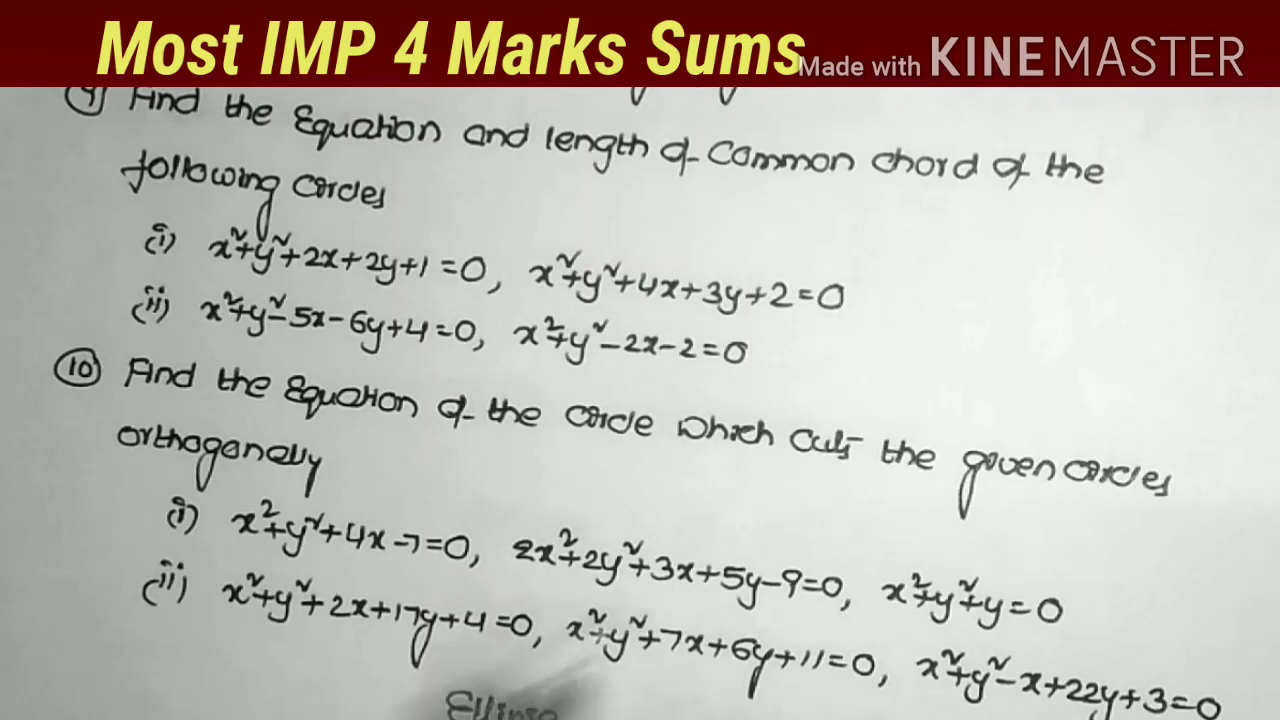 Most IMP 4 Marks Sums
Made with KINEMASTER
9) Find the Equation and length of Common chord of the
following circles
(i) x²+y²+2x+2y+1=0, x²+y²+4x+3y+2=0
(ii) x²+y²-5x-6y+4=0, x²+y²-2x-2=0
(10) Find the Equation of the circle which cuts the given circles
orthogonally
(i) x²+y²+4x-7=0, 2x²+2y²+3x+5y-9=0, x²+y²+y=0
(ii) x²+y²+2x+17y+4=0, x²+y²+7x+6y+11=0, x²+y²-x+22y+3=0
Ellipse